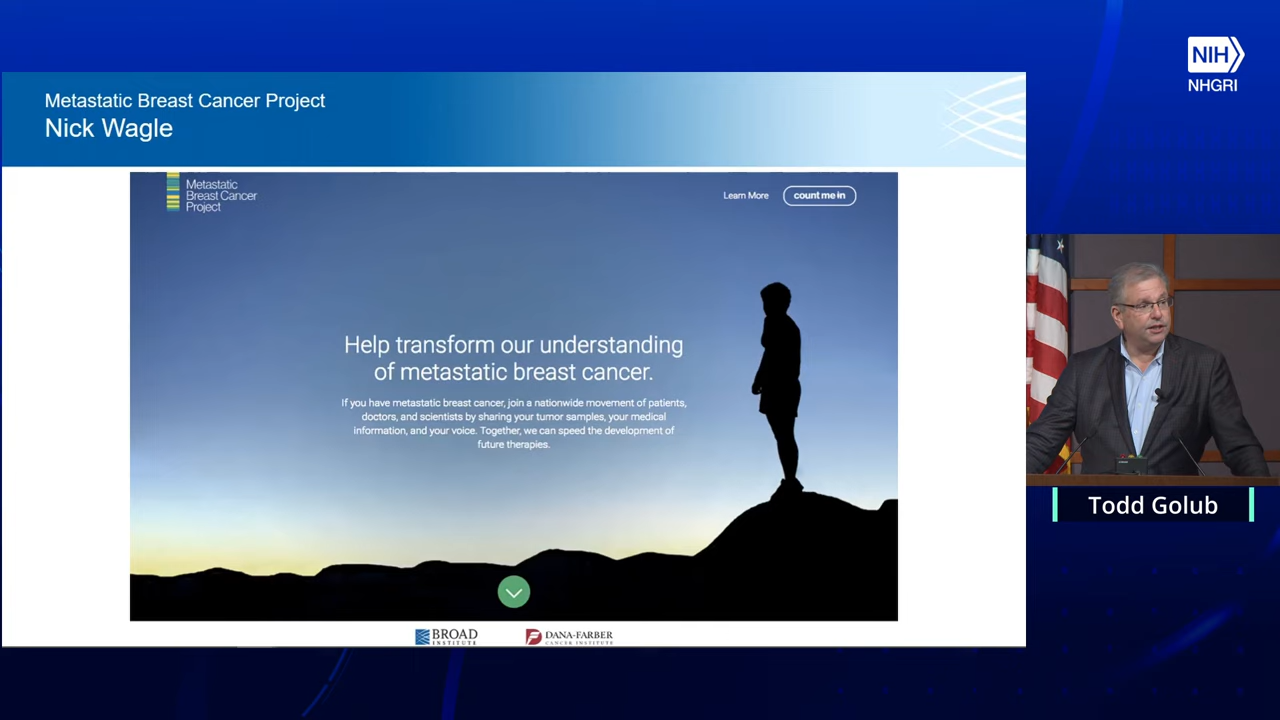 NIH
NHGRI
Metastatic Breast Cancer Project
Nick Wagle
Metastatic
Breast Cancer
Project
Learn More
count me in
Help transform our understanding
of metastatic breast cancer.
If you have metastatic breast cancer, join a nationwide movement of patients,
doctors, and scientists by sharing your tumor samples, your medical
information, and your voice. Together, we can speed the development of
future therapies.
BROAD
INSTITUTE
DANA-FARBER
CANCER INSTITUTE
Todd Golub